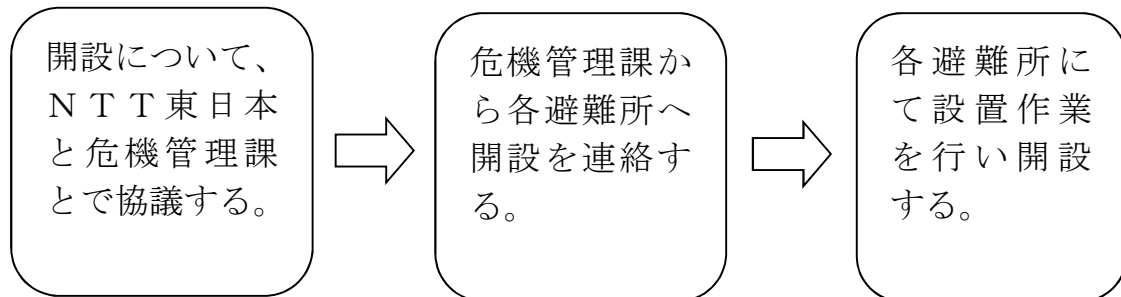 開設について、
ＮＴＴ東日本
と危機管理課
とで協議する。
危機管理課か
ら各避難所へ
開設を連絡す
る。
各避難所に
て設置作業
を行い開設
する。